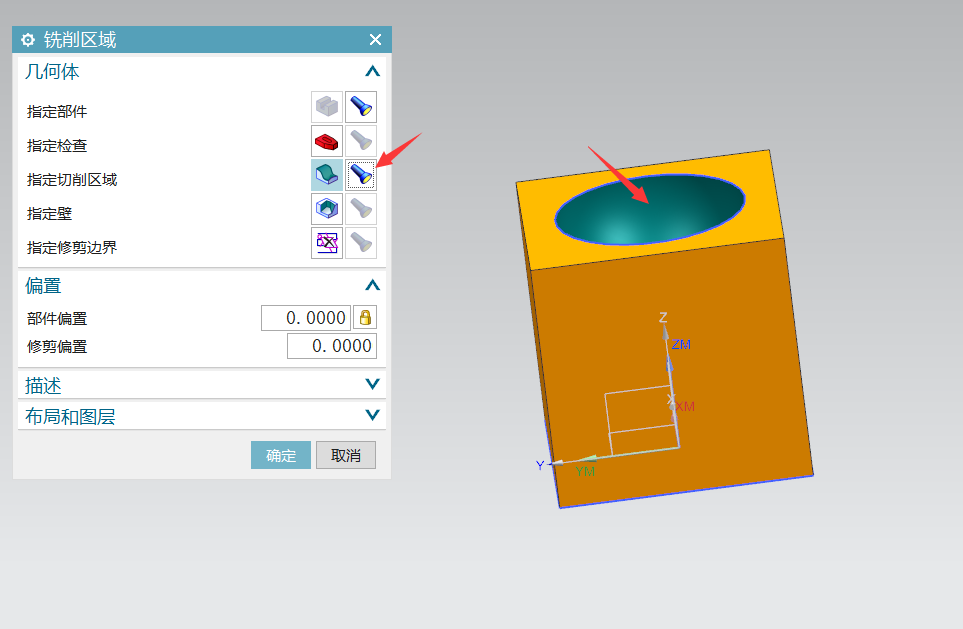 铣削区域
几何体
指定部件
指定检查
指定切削区域
指定壁
指定修剪边界
偏置
部件偏置 0.0000
修剪偏置 0.0000
描述
布局和图层
确定 取消
Z
ZM
X
XM
Y
YM